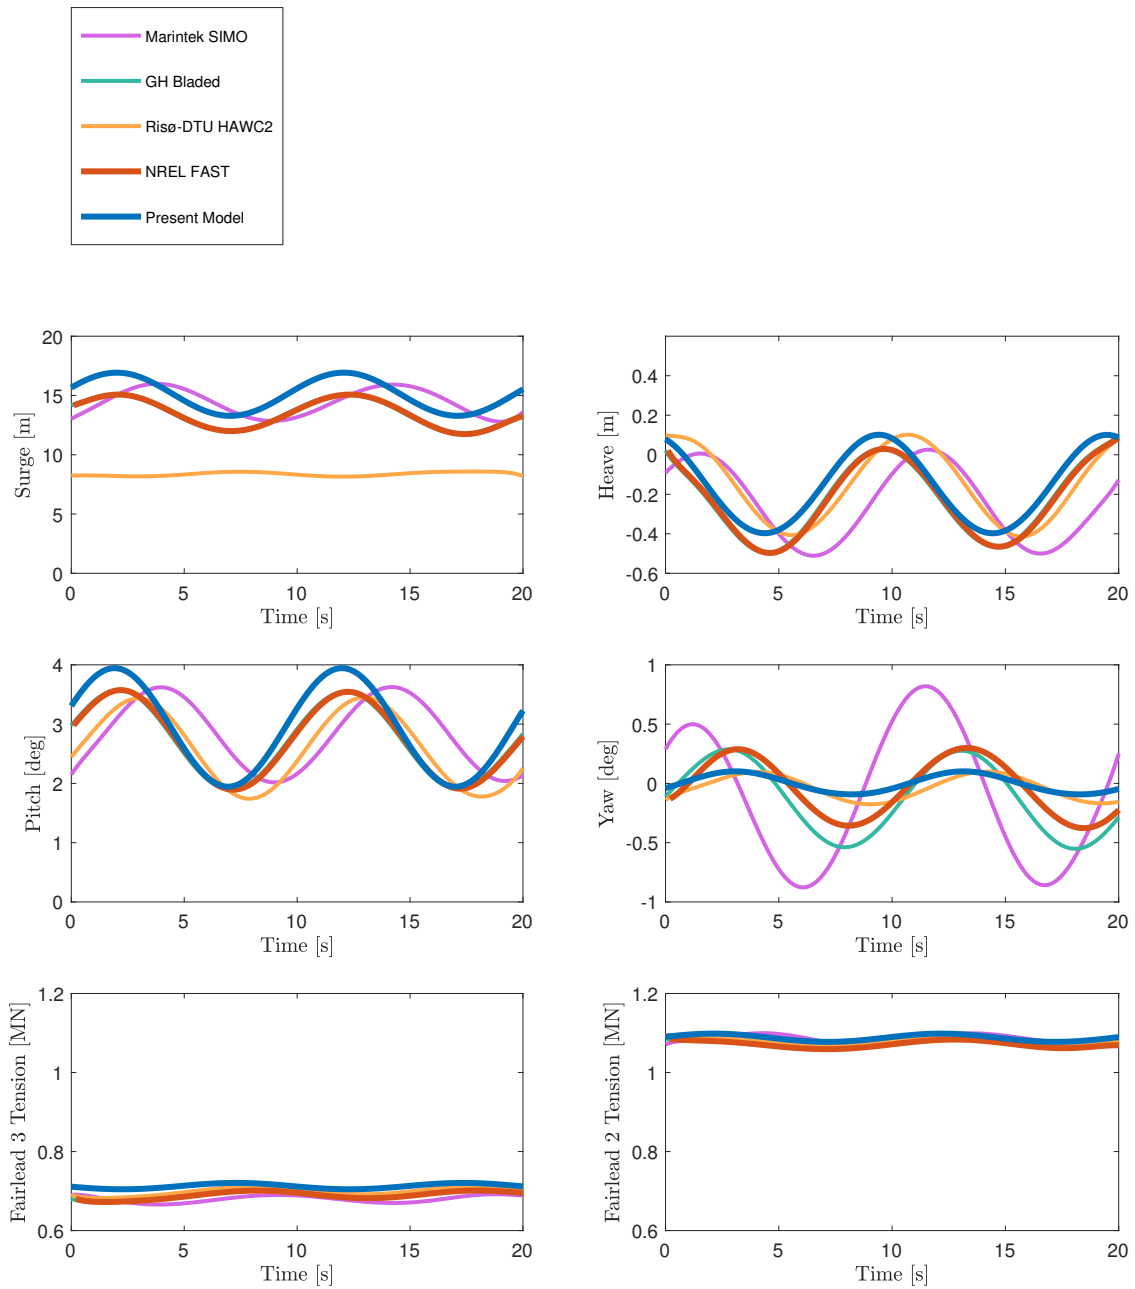 Marintek SIMO
GH Bladed
Risø-DTU HAWC2
NREL FAST
Present Model
20
15
10
5
0
Surge [m]
0 5 10 15 20
Time [s]
0.4
0.2
0
-0.2
-0.4
-0.6
Heave [m]
0 5 10 15 20
Time [s]
4
3
2
1
0
Pitch [deg]
0 5 10 15 20
Time [s]
1
0.5
0
-0.5
-1
Yaw [deg]
0 5 10 15 20
Time [s]
1.2
1
0.8
0.6
Fairlead 3 Tension [MN]
0 5 10 15 20
Time [s]
1.2
1
0.8
0.6
Fairlead 2 Tension [MN]
0 5 10 15 20
Time [s]